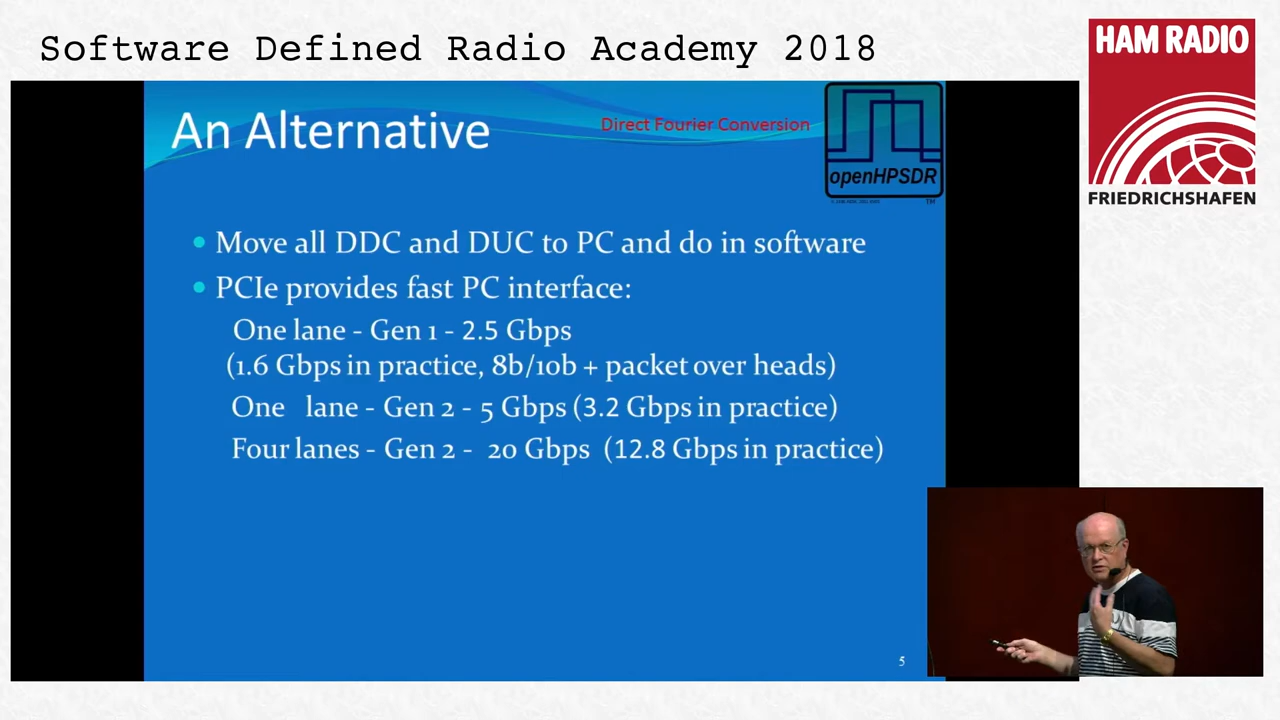 Software Defined Radio Academy 2018
HAM RADIO
FRIEDRICHSHAFEN
An Alternative
Direct Fourier Conversion
openHPSDR
TM
Move all DDC and DUC to PC and do in software
PCIe provides fast PC interface:
One lane - Gen 1 - 2.5 Gbps
(1.6 Gbps in practice, 8b/10b + packet over heads)
One lane - Gen 2 - 5 Gbps (3.2 Gbps in practice)
Four lanes - Gen 2 - 20 Gbps (12.8 Gbps in practice)
5